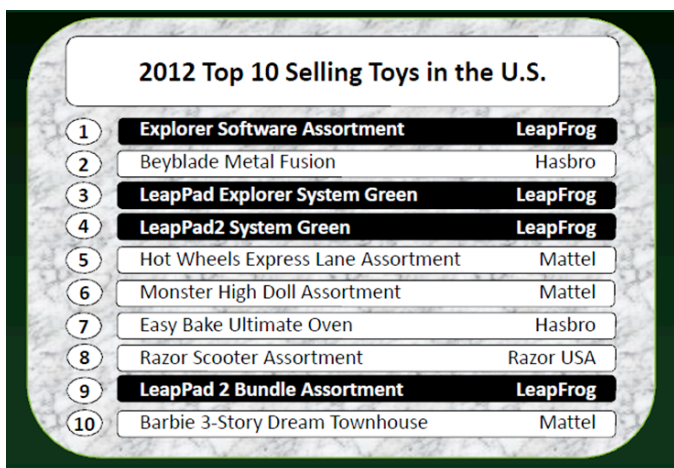 2012 Top 10 Selling Toys in the U.S.
1 Explorer Software Assortment LeapFrog
2 Beyblade Metal Fusion Hasbro
3 LeapPad Explorer System Green LeapFrog
4 LeapPad2 System Green LeapFrog
5 Hot Wheels Express Lane Assortment Mattel
6 Monster High Doll Assortment Mattel
7 Easy Bake Ultimate Oven Hasbro
8 Razor Scooter Assortment Razor USA
9 LeapPad 2 Bundle Assortment LeapFrog
10 Barbie 3-Story Dream Townhouse Mattel